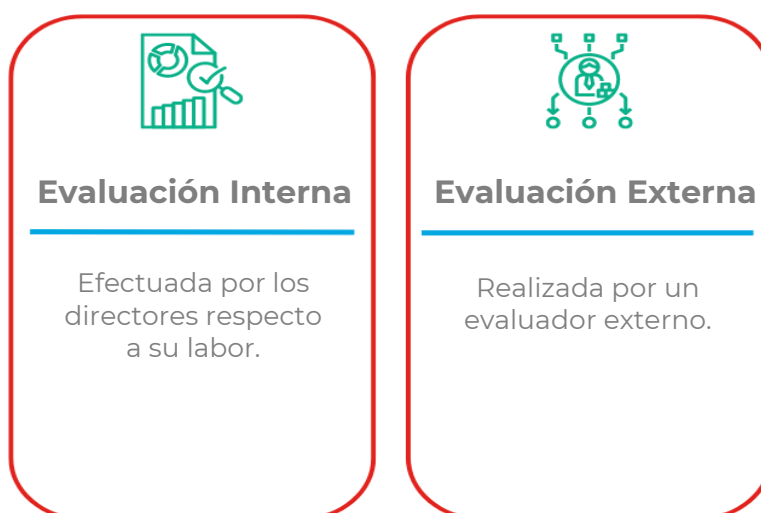 Evaluación Interna
Efectuada por los
directores respecto
a su labor.
Evaluación Externa
Realizada por un
evaluador externo.